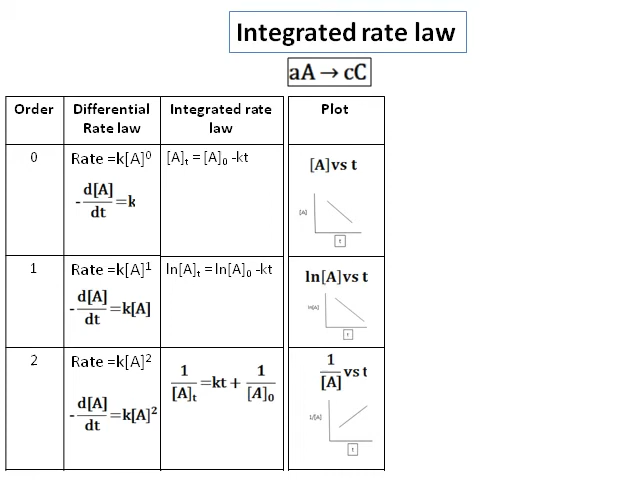 Integrated rate law
aA → cC
Order Differential Rate law Integrated rate law Plot
0 Rate =k[A]⁰ [A]ₜ = [A]₀ -kt [A] vs t
-d[A]/dt=k
[A]
t
1 Rate =k[A]¹ ln[A]ₜ = ln[A]₀ -kt ln[A] vs t
-d[A]/dt=k[A]
ln[A]
t
2 Rate =k[A]² 1/[A]ₜ=kt + 1/[A]₀ 1/[A] vs t
-d[A]/dt=k[A]²
1/[A]
t